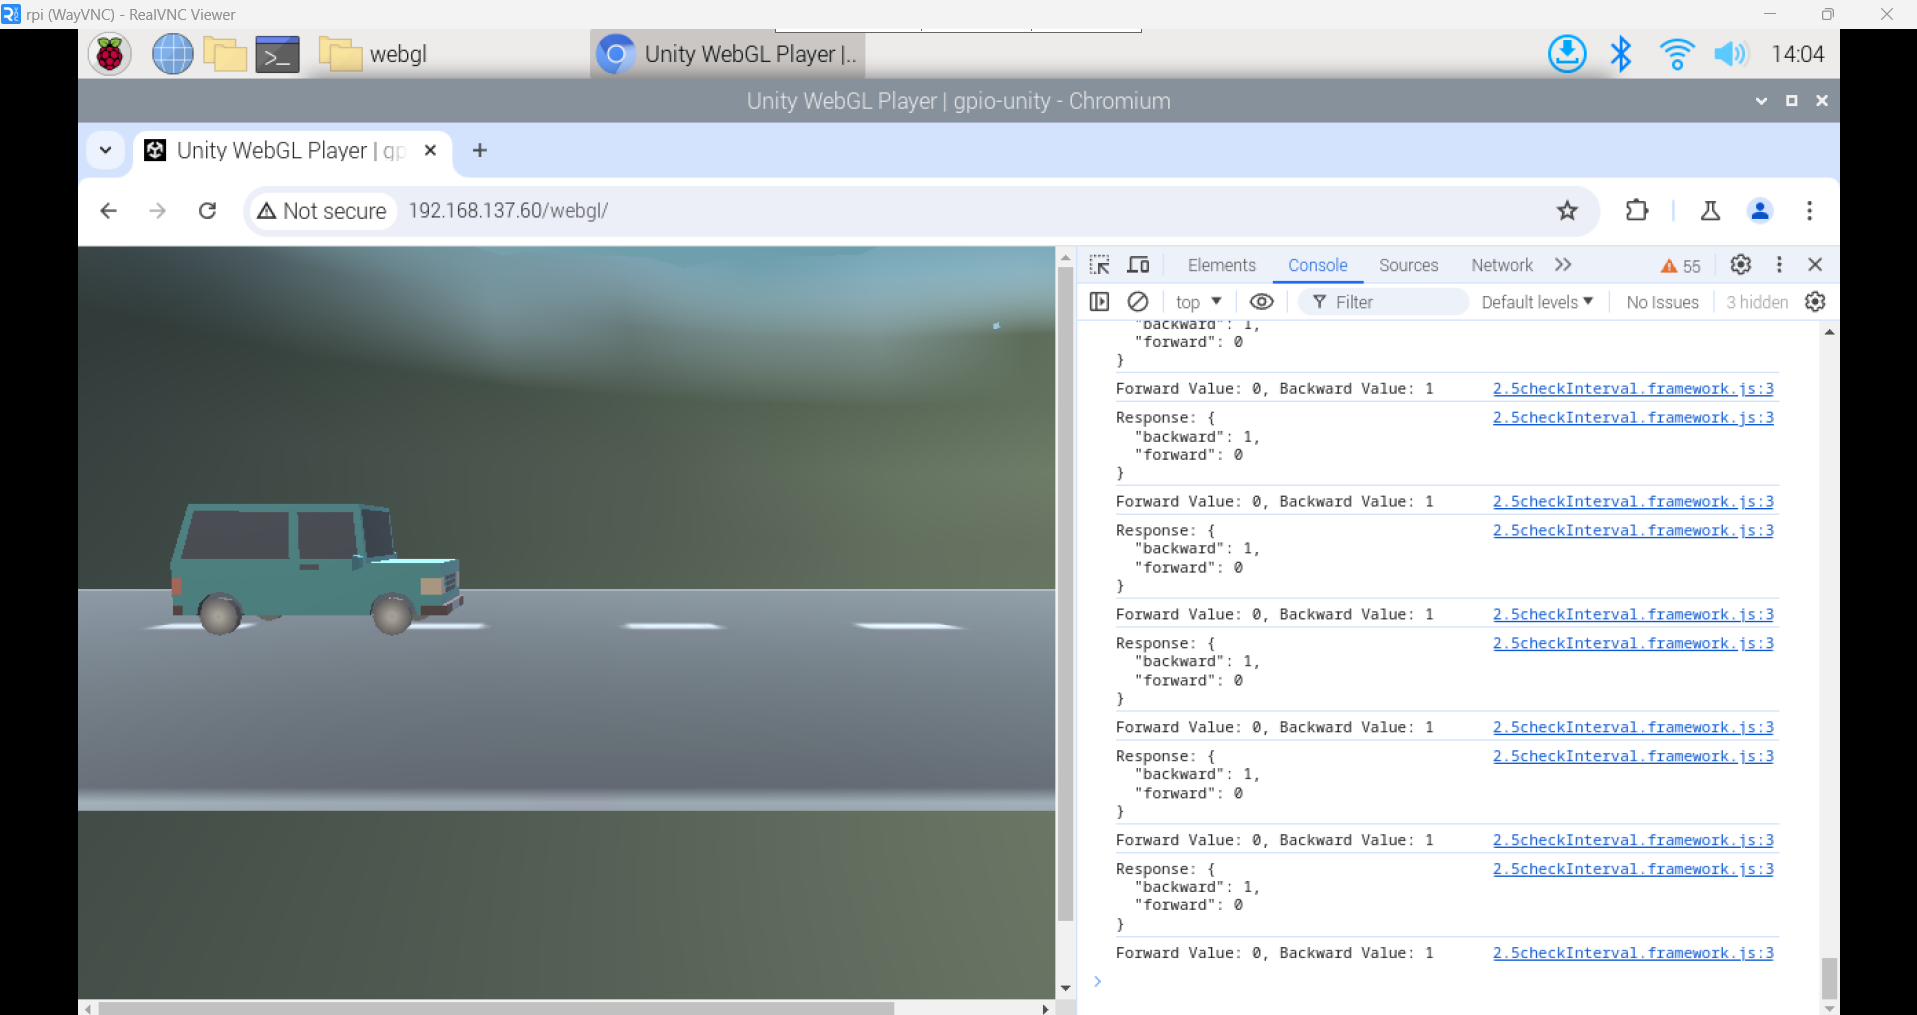 rpi (WayVNC) - RealVNC Viewer
>_ webgl Unity WebGL Player |.. 14:04
Unity WebGL Player | gpio-unity - Chromium
Unity WebGL Player | gp
Not secure 192.168.137.60/webgl/
Elements Console Sources Network 55
top Filter Default levels No Issues 3 hidden
"backward": 1,
"forward": 0
}
Forward Value: 0, Backward Value: 1 2.5checkInterval.framework.js:3
Response: { 2.5checkInterval.framework.js:3
"backward": 1,
"forward": 0
}
Forward Value: 0, Backward Value: 1 2.5checkInterval.framework.js:3
Response: { 2.5checkInterval.framework.js:3
"backward": 1,
"forward": 0
}
Forward Value: 0, Backward Value: 1 2.5checkInterval.framework.js:3
Response: { 2.5checkInterval.framework.js:3
"backward": 1,
"forward": 0
}
Forward Value: 0, Backward Value: 1 2.5checkInterval.framework.js:3
Response: { 2.5checkInterval.framework.js:3
"backward": 1,
"forward": 0
}
Forward Value: 0, Backward Value: 1 2.5checkInterval.framework.js:3
Response: { 2.5checkInterval.framework.js:3
"backward": 1,
"forward": 0
}
Forward Value: 0, Backward Value: 1 2.5checkInterval.framework.js:3